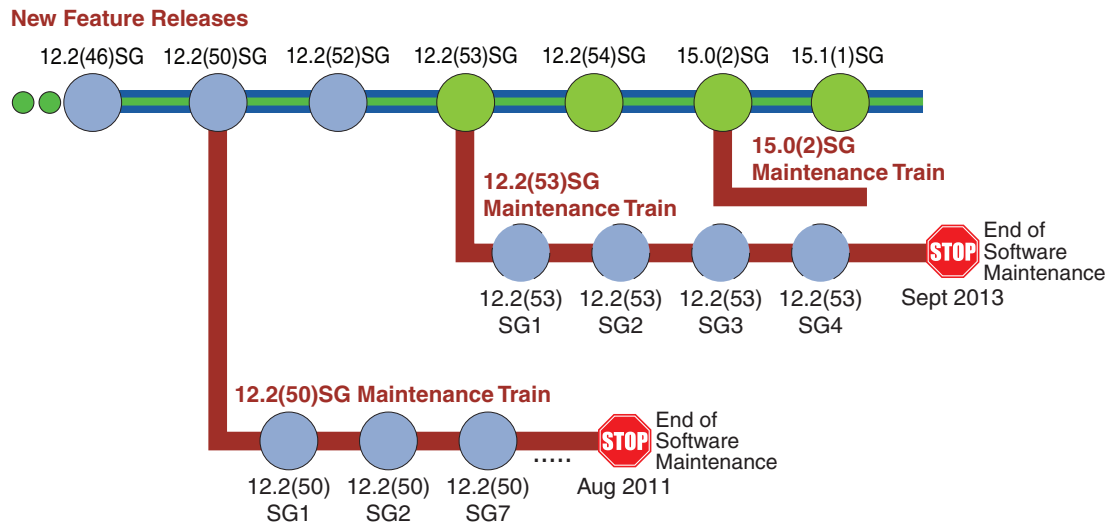 New Feature Releases
12.2(46)SG 12.2(50)SG 12.2(52)SG 12.2(53)SG 12.2(54)SG 15.0(2)SG 15.1(1)SG
15.0(2)SG
Maintenance Train
12.2(53)SG
Maintenance Train
STOP
End of
Software
Maintenance
12.2(53) 12.2(53) 12.2(53) 12.2(53)
SG1 SG2 SG3 SG4
Sept 2013
12.2(50)SG Maintenance Train
.....
STOP
End of
Software
Maintenance
12.2(50) 12.2(50) 12.2(50)
SG1 SG2 SG7
Aug 2011